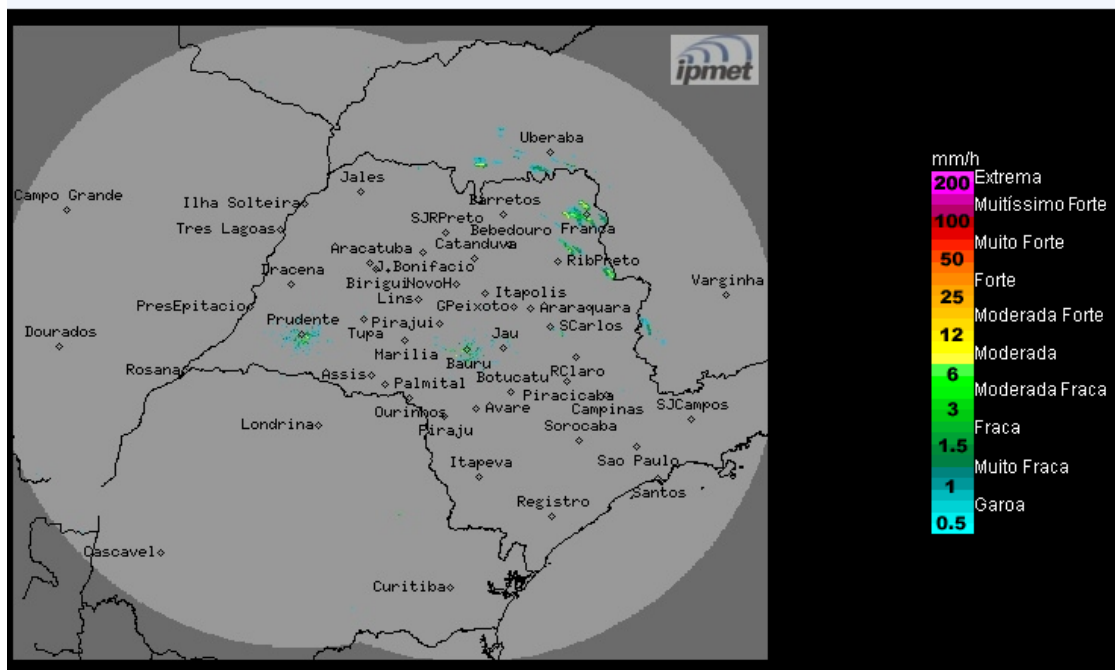 ipmet
Uberaba
Jales
Campo Grande
Ilha Solteira
Barretos
SJRPreto
Tres Lagoas
Bebedouro
Franca
Aracatuba
Catanduva
Dracena
J.Bonifacio
RibPreto
Varginha
BiriguiNovoH
Itapolis
Lins
PresEpitacio
GPeixoto
Araraquara
Prudente
Pirajui
SCarlos
Dourados
Tupa
Jau
Marilia
Bauru
Rosana
Assis
RClaro
Botucatu
Palmital
Piracicaba
Ourinhos
Avare
Campinas
SJCampos
Londrina
Piraju
Sorocaba
Itapeva
Sao Paulo
Santos
Registro
Cascavel
Curitiba
mm/h
200 Extrema
Muitíssimo Forte
100
Muito Forte
50
Forte
25
Moderada Forte
12
Moderada
6
Moderada Fraca
3
Fraca
1.5
Muito Fraca
1
Garoa
0.5